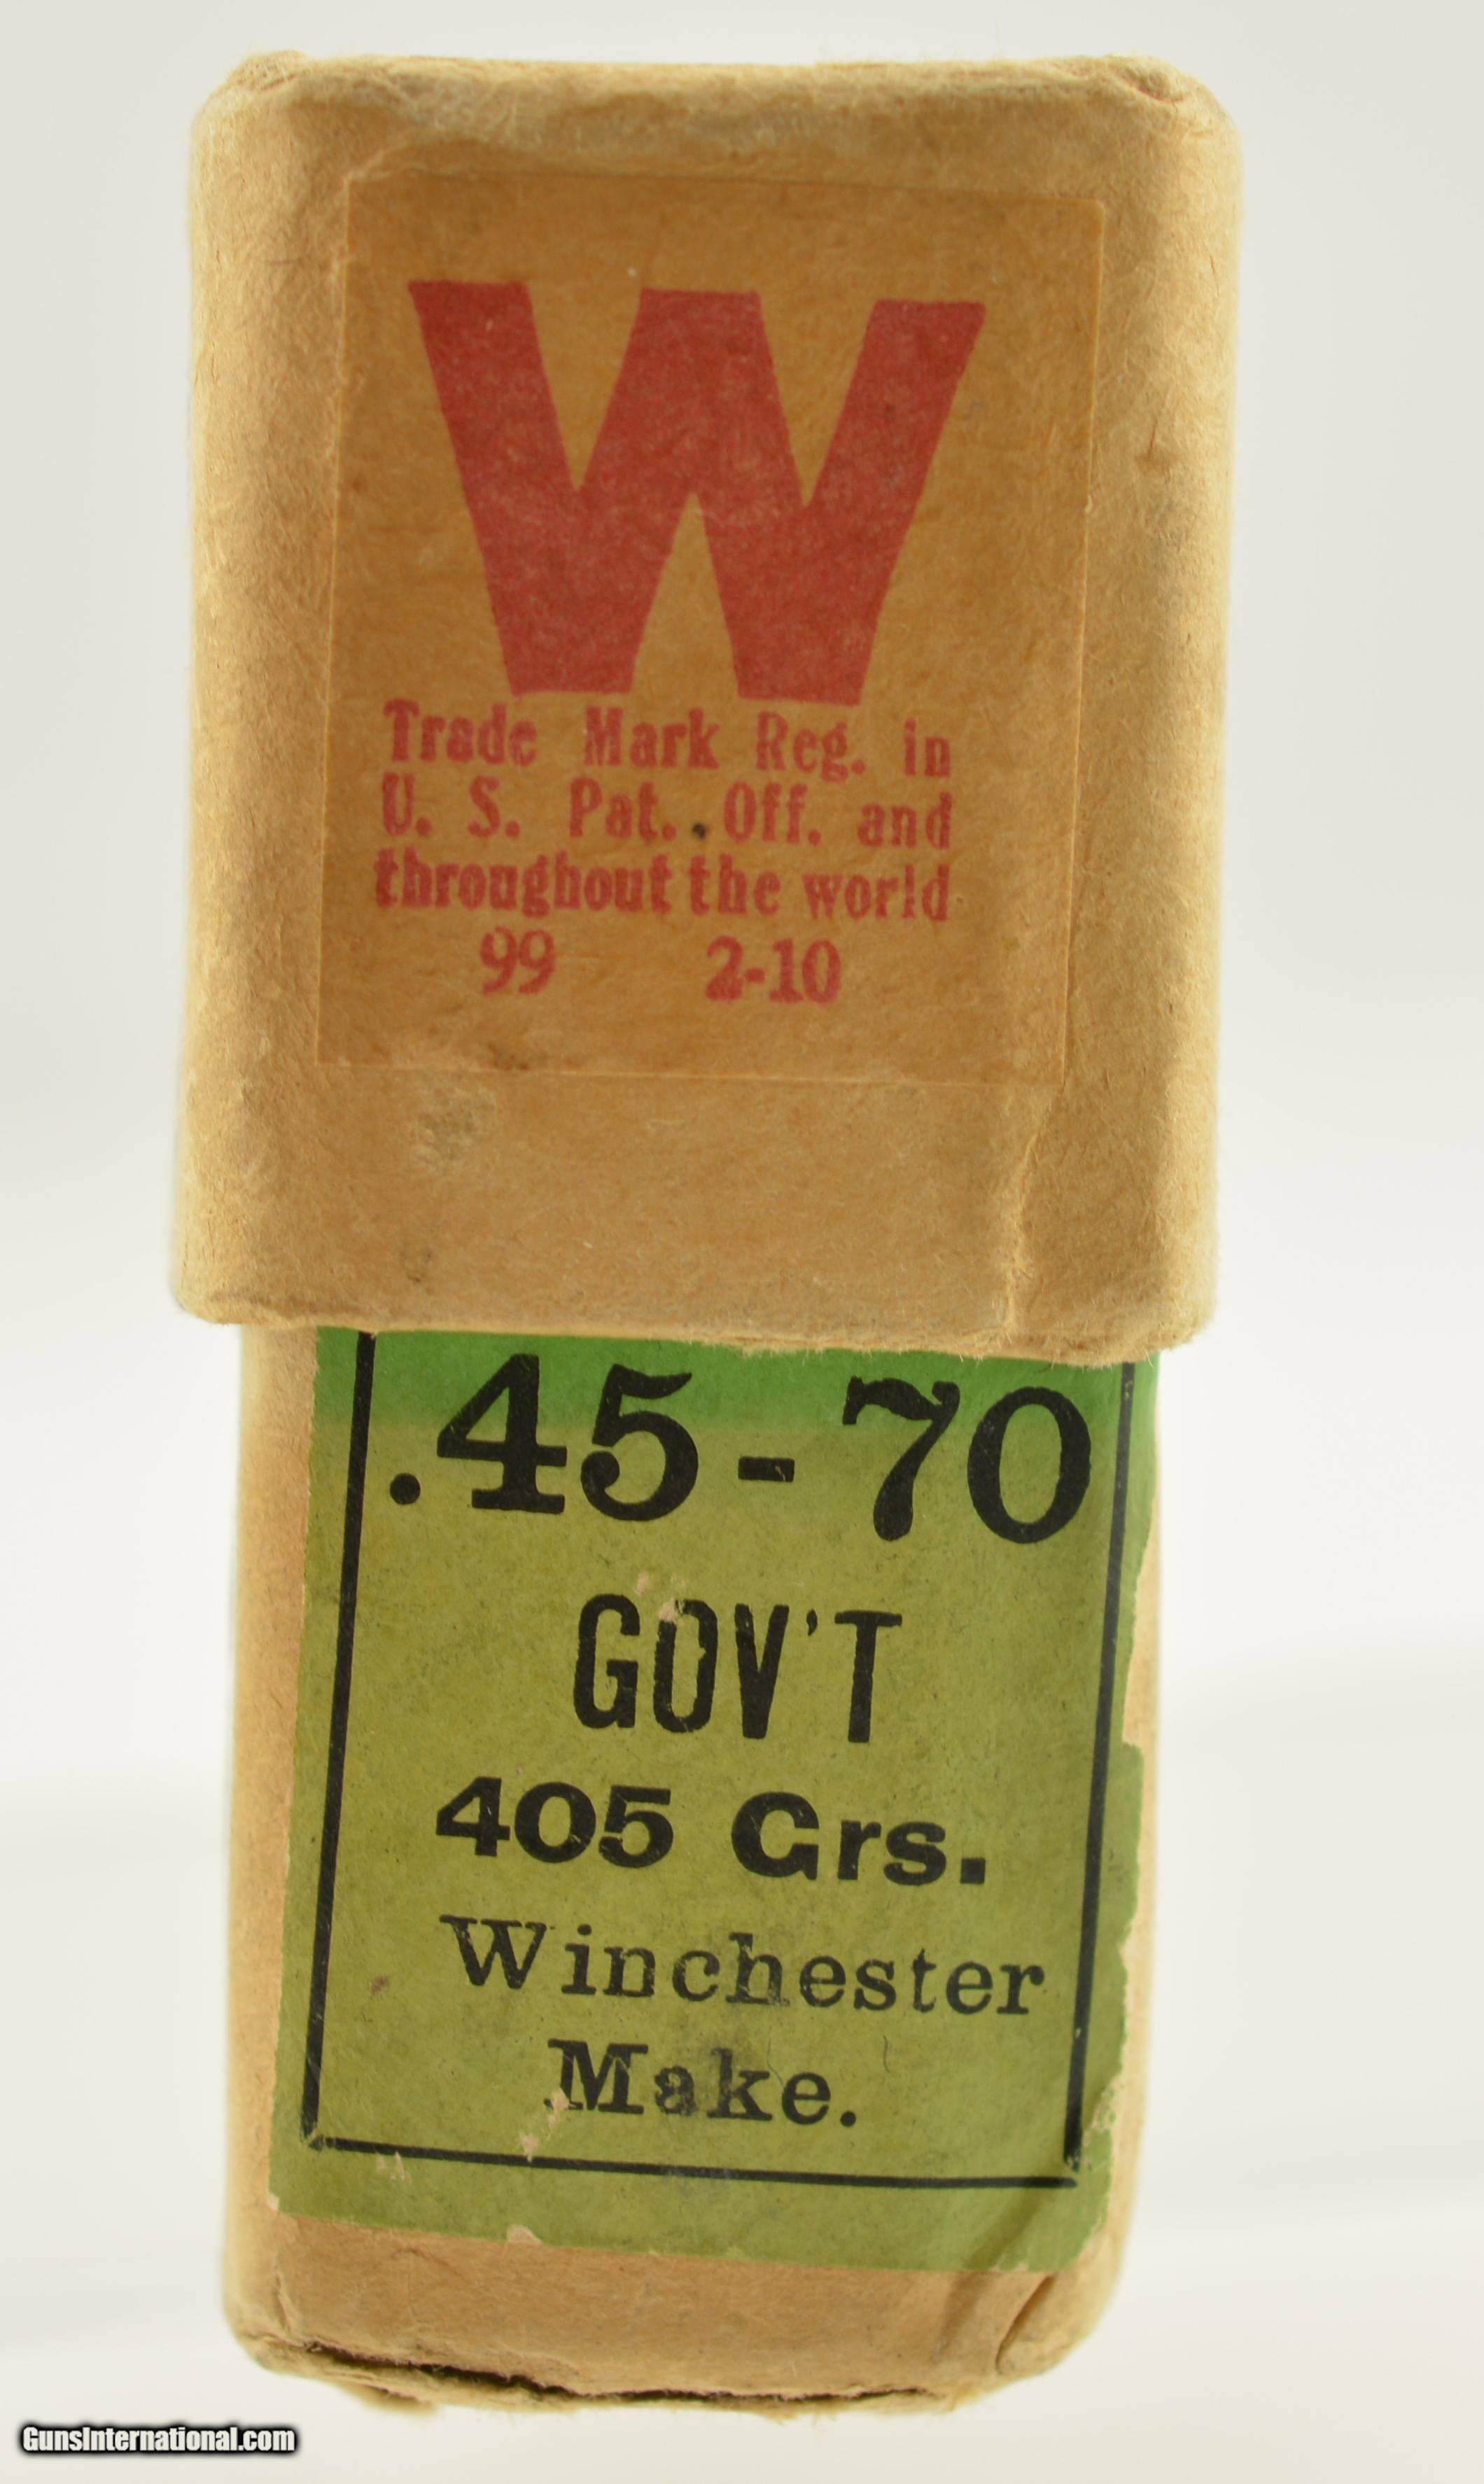 W
Trade Mark Reg. in
U. S. Pat. Off. and
throughout the world
99 2-10
.45-70
GOV'T
405 Grs.
Winchester
Make.
GunsInternational.com